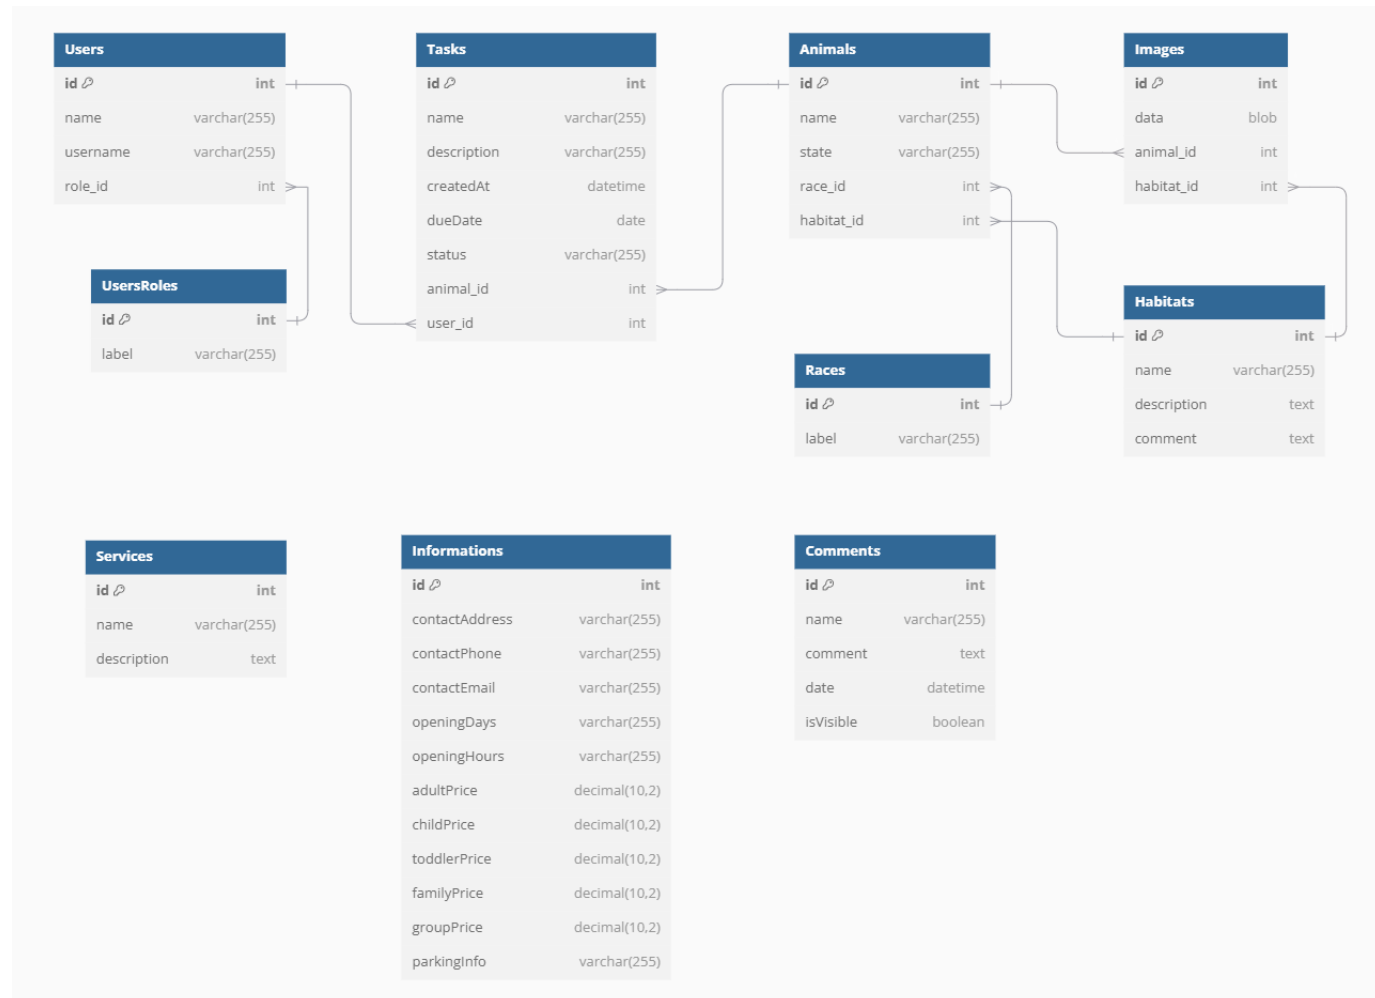 Users
id int
name varchar(255)
username varchar(255)
role_id int
UsersRoles
id int
label varchar(255)
Tasks
id int
name varchar(255)
description varchar(255)
createdAt datetime
dueDate date
status varchar(255)
animal_id int
user_id int
Animals
id int
name varchar(255)
state varchar(255)
race_id int
habitat_id int
Races
id int
label varchar(255)
Images
id int
data blob
animal_id int
habitat_id int
Habitats
id int
name varchar(255)
description text
comment text
Services
id int
name varchar(255)
description text
Informations
id int
contactAddress varchar(255)
contactPhone varchar(255)
contactEmail varchar(255)
openingDays varchar(255)
openingHours varchar(255)
adultPrice decimal(10,2)
childPrice decimal(10,2)
toddlerPrice decimal(10,2)
familyPrice decimal(10,2)
groupPrice decimal(10,2)
parkingInfo varchar(255)
Comments
id int
name varchar(255)
comment text
date datetime
isVisible boolean